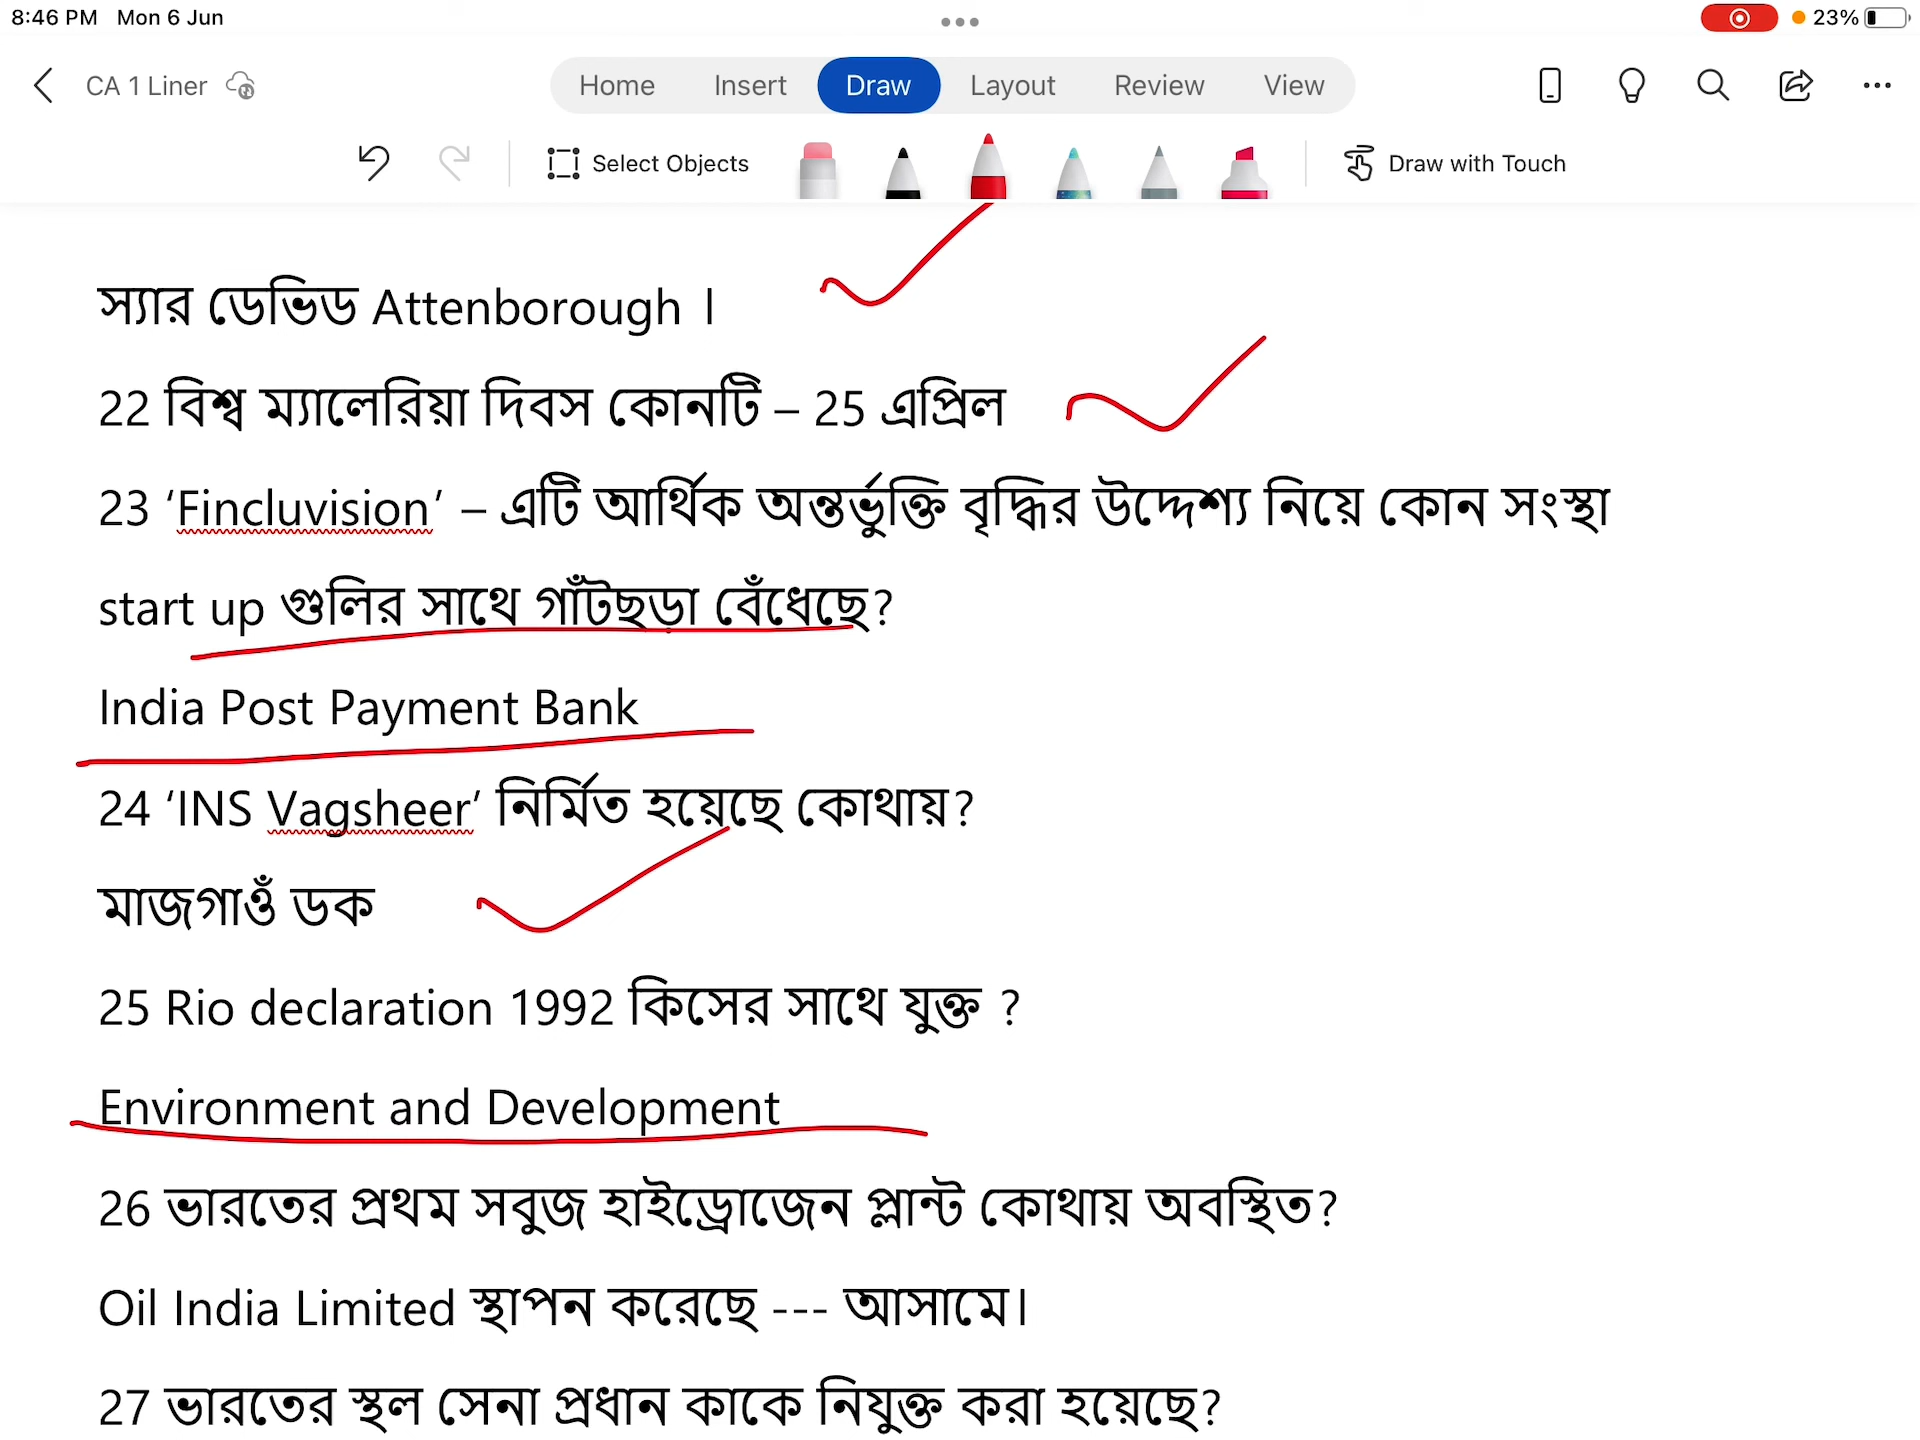 8:46 PM Mon 6 Jun 23%
CA 1 Liner Home Insert Draw Layout Review View
Select Objects Draw with Touch
স্যার ডেভিড Attenborough ।
22 বিশ্ব ম্যালেরিয়া দিবস কোনটি – 25 এপ্রিল
23 ‘Fincluvision’ – এটি আর্থিক অন্তর্ভুক্তি বৃদ্ধির উদ্দেশ্য নিয়ে কোন সংস্থা
start up গুলির সাথে গাঁটছড়া বেঁধেছে?
India Post Payment Bank
24 ‘INS Vagsheer’ নির্মিত হয়েছে কোথায়?
মাজগাওঁ ডক
25 Rio declaration 1992 কিসের সাথে যুক্ত ?
Environment and Development
26 ভারতের প্রথম সবুজ হাইড্রোজেন প্লান্ট কোথায় অবস্থিত?
Oil India Limited স্থাপন করেছে --- আসামে।
27 ভারতের স্থল সেনা প্রধান কাকে নিযুক্ত করা হয়েছে?